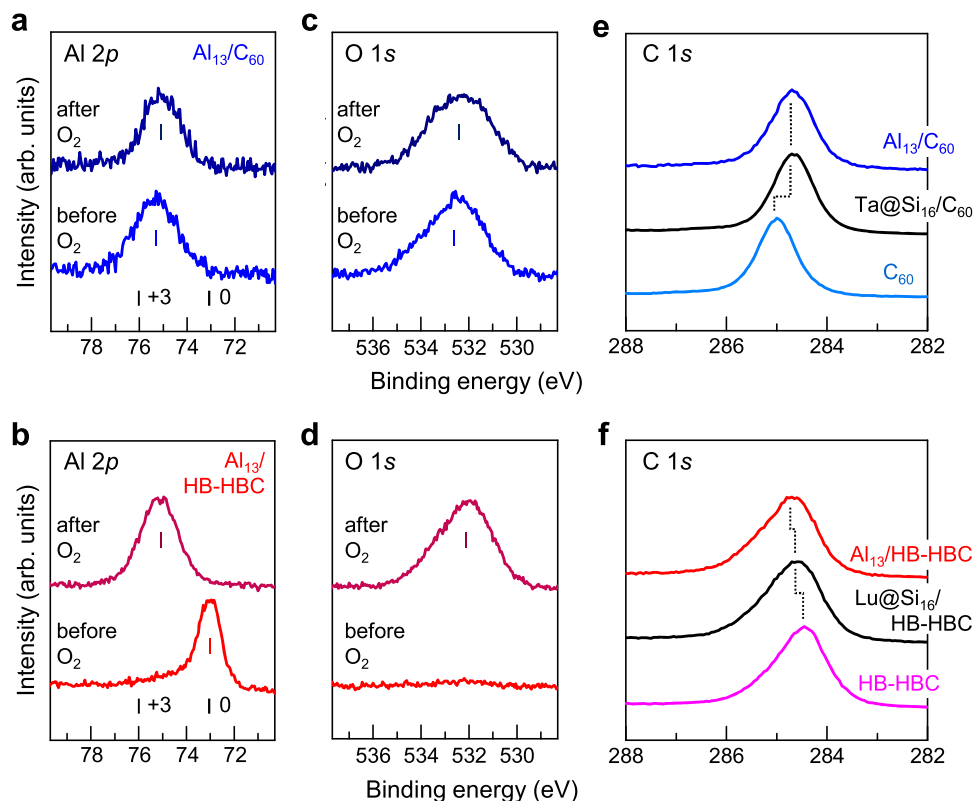 a
Al 2p
Al₁₃/C₆₀
after
O₂
before
O₂
+3
0
78 76 74 72
Intensity (arb. units)
c
O 1s
after
O₂
before
O₂
536 534 532 530
Binding energy (eV)
e
C 1s
Al₁₃/C₆₀
Ta@Si₁₆/C₆₀
C₆₀
288 286 284 282
b
Al 2p
Al₁₃/
HB-HBC
after
O₂
before
O₂
+3
0
78 76 74 72
Intensity (arb. units)
d
O 1s
after
O₂
before
O₂
536 534 532 530
Binding energy (eV)
f
C 1s
Al₁₃/HB-HBC
Lu@Si₁₆/
HB-HBC
HB-HBC
288 286 284 282